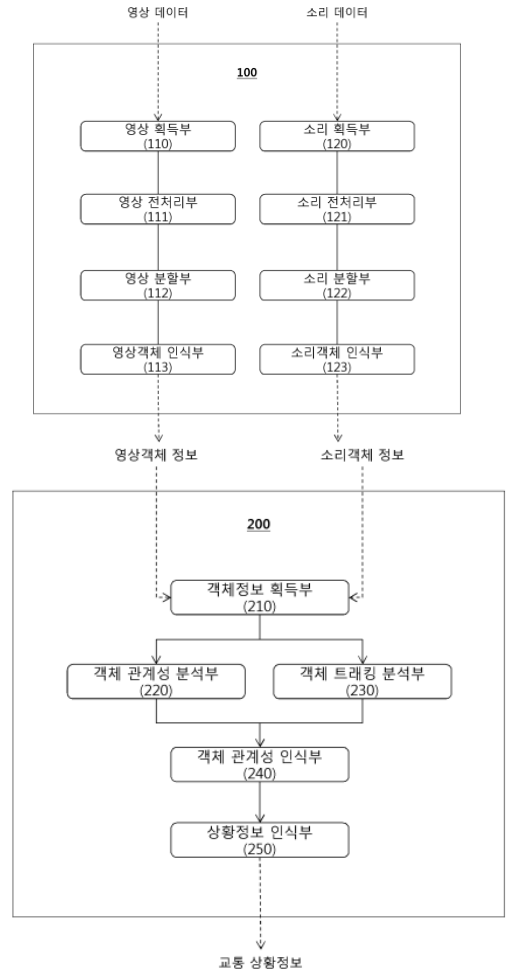 영상 데이터
소리 데이터
100
영상 획득부
(110)
소리 획득부
(120)
영상 전처리부
(111)
소리 전처리부
(121)
영상 분할부
(112)
소리 분할부
(122)
영상객체 인식부
(113)
소리객체 인식부
(123)
영상객체 정보
소리객체 정보
200
객체정보 획득부
(210)
객체 관계성 분석부
(220)
객체 트래킹 분석부
(230)
객체 관계성 인식부
(240)
상황정보 인식부
(250)
교통 상황정보